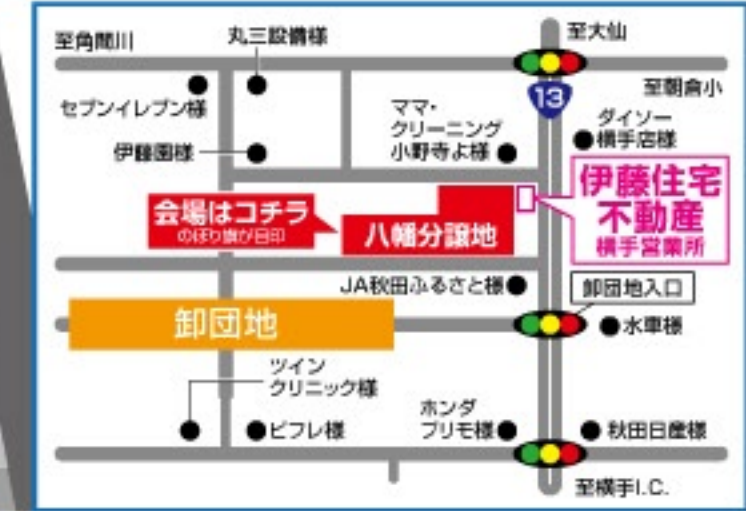 至角間川
丸三設備様
至大仙
セブンイレブン様
13
至朝倉小
ママ・
クリーニング
小野寺よ様
ダイソー
横手店様
伊藤園様
伊藤住宅
不動産
横手営業所
会場はコチラ
のぼり旗が目印
八幡分譲地
JA秋田ふるさと様
卸団地入口
卸団地
水車様
ツイン
クリニック様
ビフレ様
ホンダ
プリモ様
秋田日産様
至横手I.C.